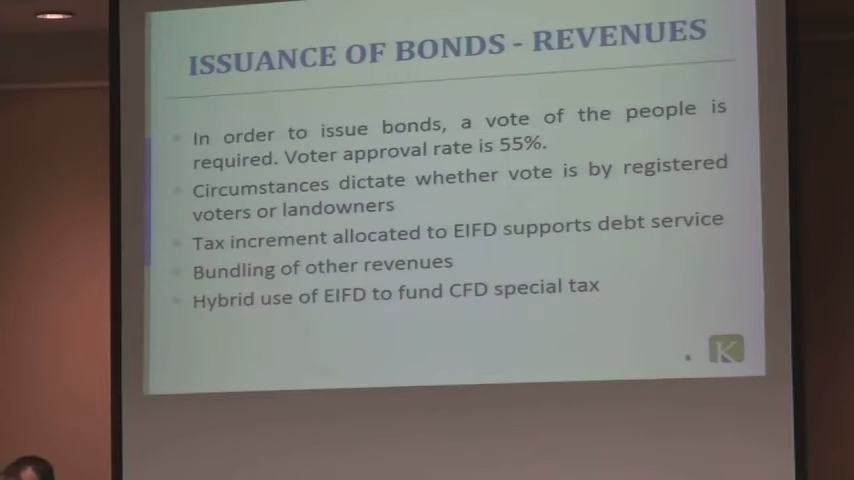 ISSUANCE OF BONDS - REVENUES
In order to issue bonds, a vote of the people is
required. Voter approval rate is 55%.
Circumstances dictate whether vote is by registered
voters or landowners
Tax increment allocated to EIFD supports debt service
Bundling of other revenues
Hybrid use of EIFD to fund CFD special tax
K